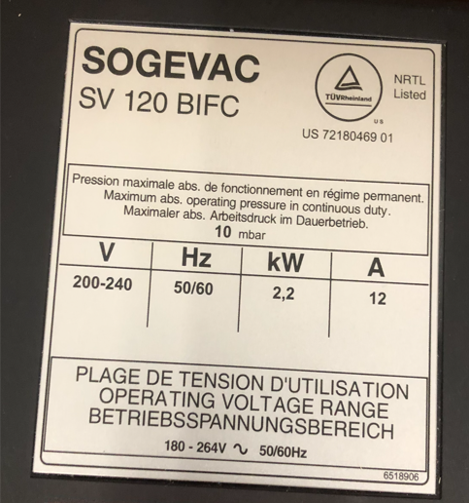 SOGEVAC
SV 120 BIFC
TÜVRheinland
US
NRTL
Listed
US 72180469 01
Pression maximale abs. de fonctionnement en régime permanent.
Maximum abs. operating pressure in continuous duty.
Maximaler abs. Arbeitsdruck im Dauerbetrieb.
10 mbar
V Hz kW A
200-240 50/60 2,2 12
PLAGE DE TENSION D'UTILISATION
OPERATING VOLTAGE RANGE
BETRIEBSSPANNUNGSBEREICH
180 - 264V ∿ 50/60Hz
6518906